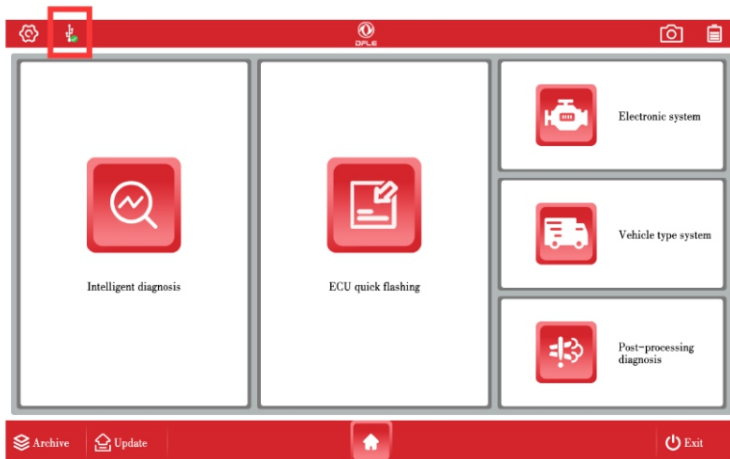 DFLE
Intelligent diagnosis
ECU quick flashing
Electronic system
Vehicle type system
Post-processing
diagnosis
Archive
Update
Exit